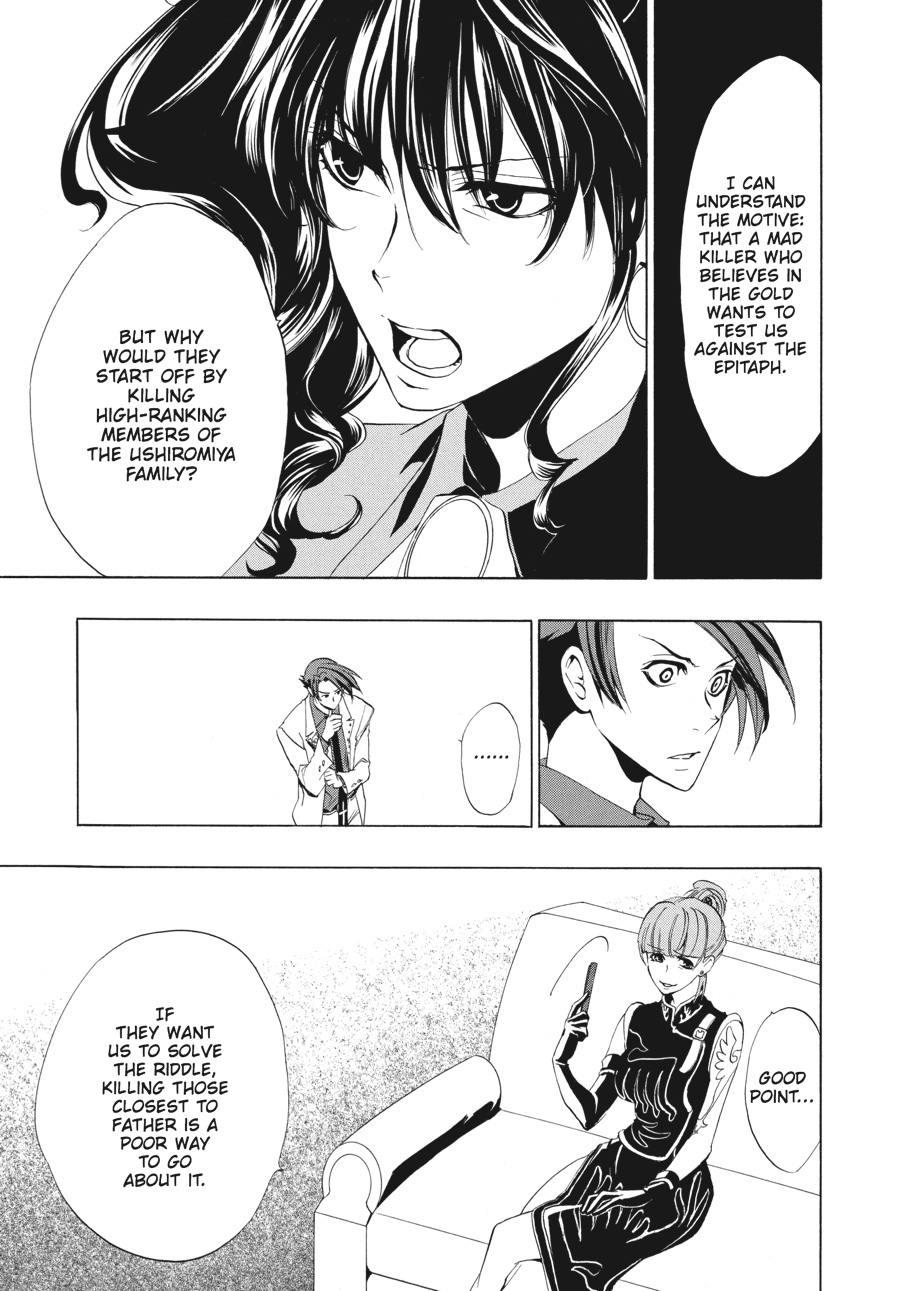 I CAN
UNDERSTAND
THE MOTIVE:
THAT A MAD
KILLER WHO
BELIEVES IN
THE GOLD
WANTS TO
TEST US
AGAINST THE
EPITAPH.
BUT WHY
WOULD THEY
START OFF BY
KILLING
HIGH-RANKING
MEMBERS OF
THE USHIROMIYA
FAMILY?
......
GOOD
POINT...
IF
THEY WANT
US TO SOLVE
THE RIDDLE,
KILLING THOSE
CLOSEST TO
FATHER IS A
POOR WAY
TO GO
ABOUT IT.